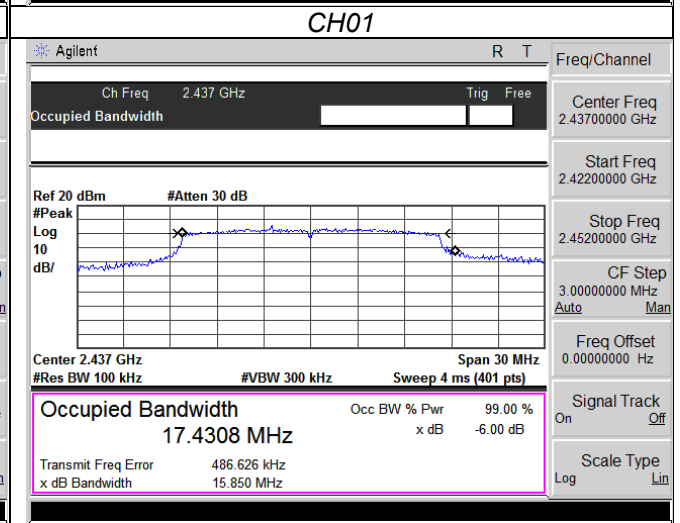 CH01
Agilent R T
Freq/Channel
Ch Freq 2.437 GHz Trig Free
Occupied Bandwidth
Center Freq
2.43700000 GHz
Start Freq
2.42200000 GHz
Stop Freq
2.45200000 GHz
CF Step
3.00000000 MHz
Auto Man
Freq Offset
0.00000000 Hz
Signal Track
On Off
Scale Type
Log Lin
Ref 20 dBm #Atten 30 dB
#Peak
Log
10
dB/
Center 2.437 GHz Span 30 MHz
#Res BW 100 kHz #VBW 300 kHz Sweep 4 ms (401 pts)
Occupied Bandwidth Occ BW % Pwr 99.00 %
17.4308 MHz x dB -6.00 dB
Transmit Freq Error 486.626 kHz
x dB Bandwidth 15.850 MHz